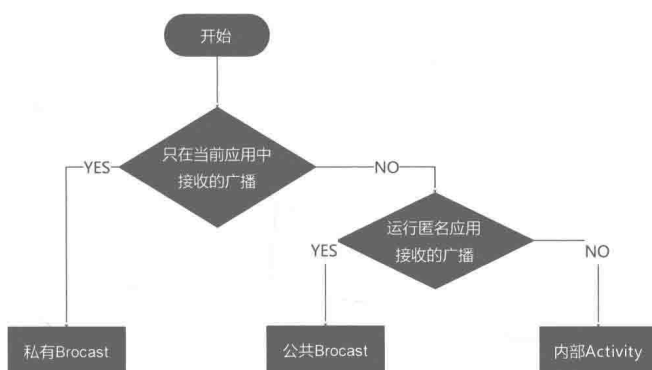 开始
只在当前应用中
接收的广播
YES
NO
运行匿名应用
接收的广播
YES
NO
私有Brocast
公共Brocast
内部Activity